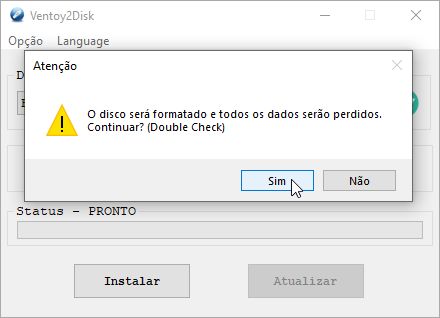 Ventoy2Disk
Opção Language
Atenção
O disco será formatado e todos os dados serão perdidos.
Continuar? (Double Check)
Sim Não
Status - PRONTO
Instalar Atualizar